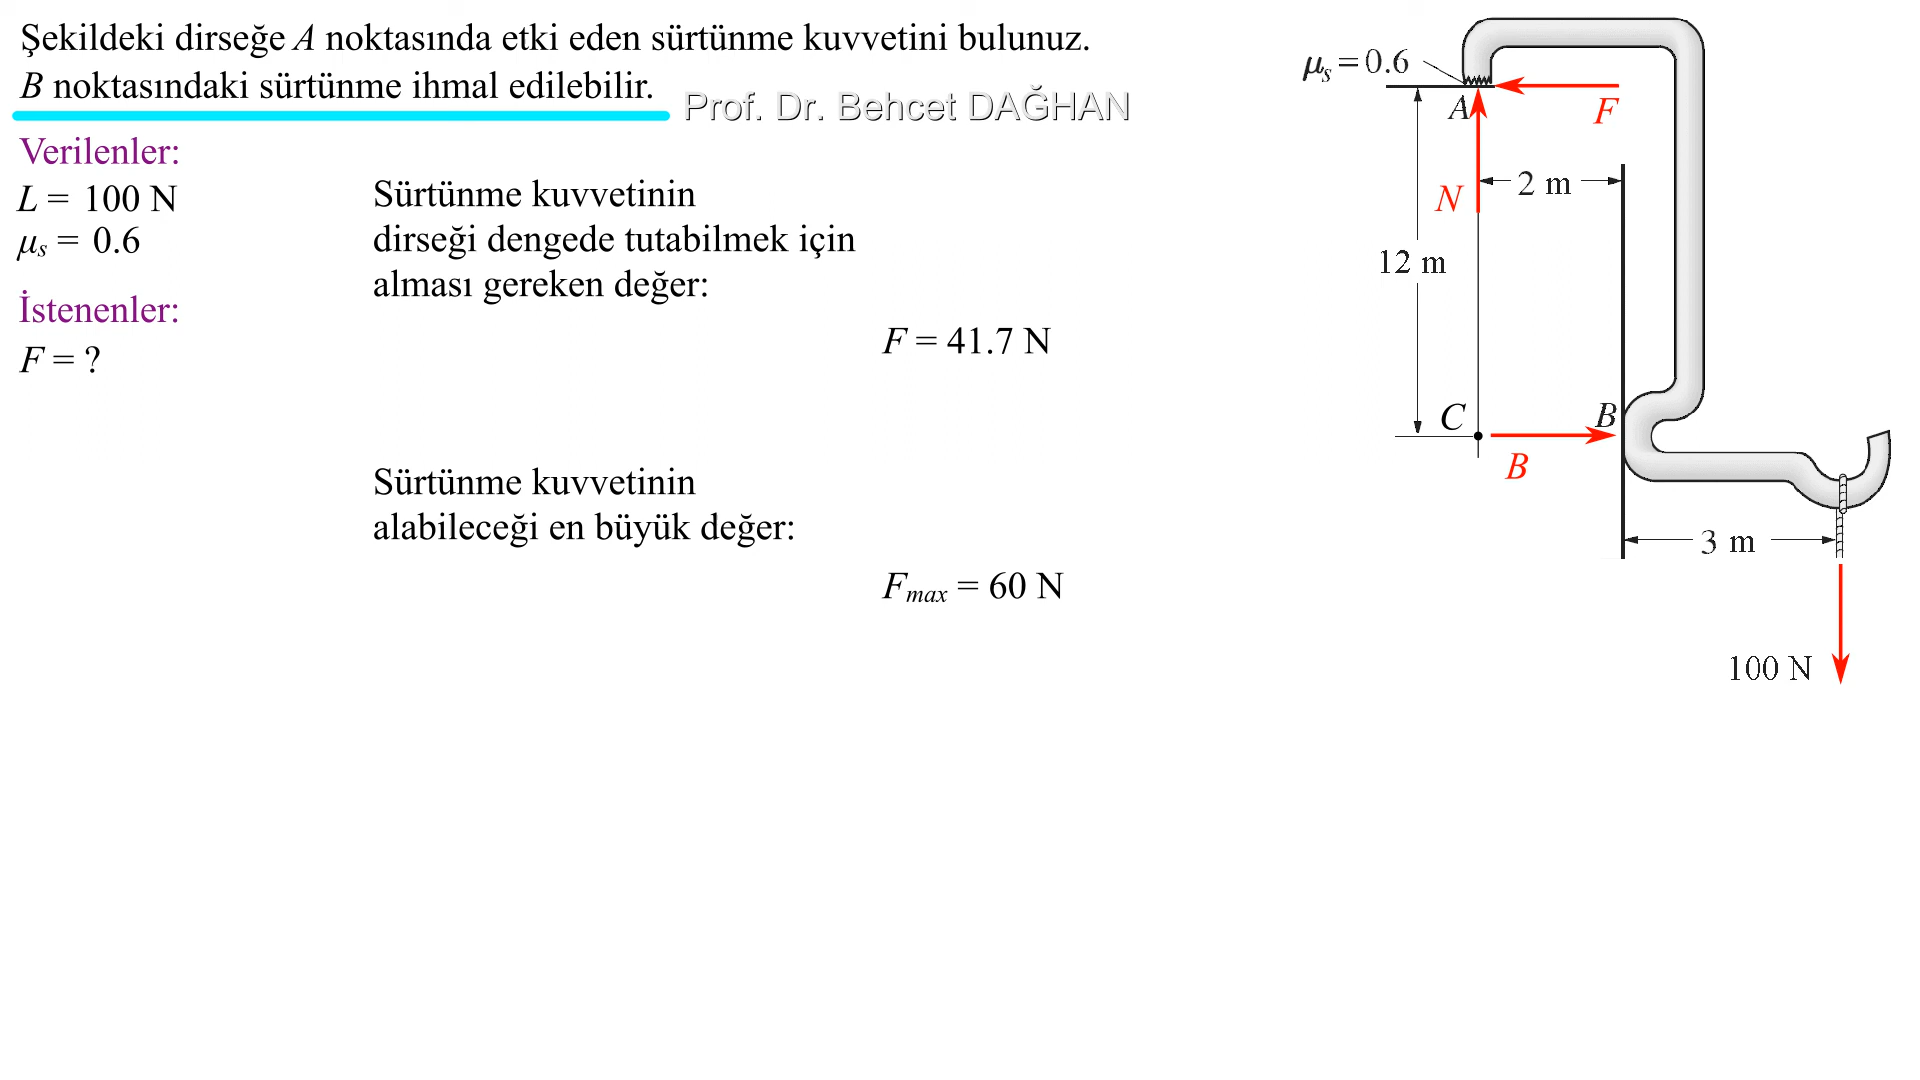 Şekildeki dirseğe A noktasında etki eden sürtünme kuvvetini bulunuz.
B noktasındaki sürtünme ihmal edilebilir.
Prof. Dr. Behcet DAĞHAN
Verilenler:
L = 100 N
μs = 0.6
İstenenler:
F = ?
Sürtünme kuvvetinin
dirseği dengede tutabilmek için
alması gereken değer:
F = 41.7 N
Sürtünme kuvvetinin
alabileceği en büyük değer:
Fmax = 60 N
μs = 0.6
A
F
N
2 m
12 m
C
B
B
3 m
100 N